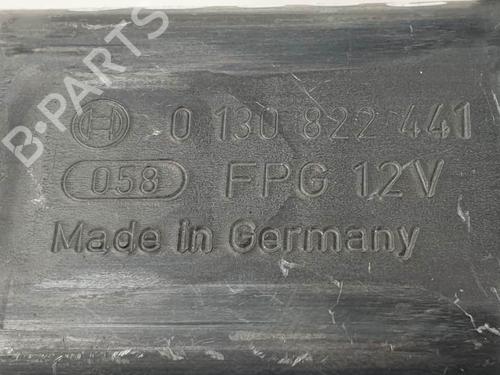 B-PARTS
0 130 822 441
058 FPG 12V
Made in Germany